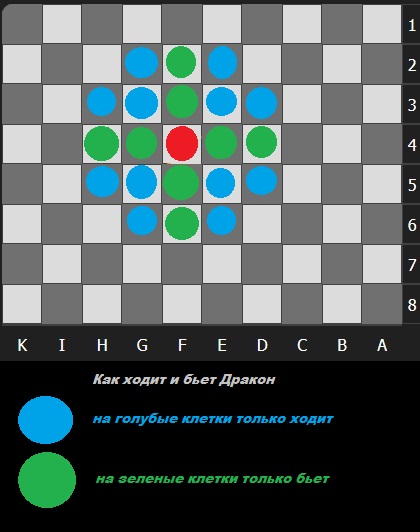 1
2
3
4
5
6
7
8
K I H G F E D C B A
Как ходит и бьет Дракон
на голубые клетки только ходит
на зеленые клетки только бьет